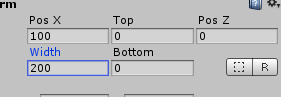 rm
Pos X Top Pos Z
100 0 0
Width Bottom
200 0
R